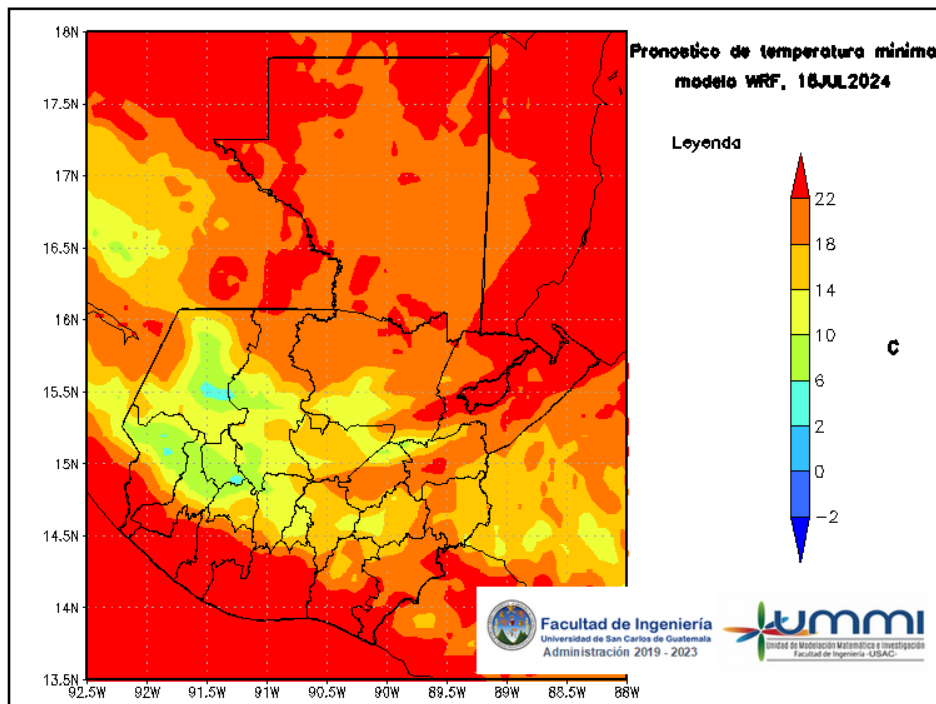 Pronostico de temperatura minima
modelo WRF, 16JUL2024
Leyenda
22
18
14
10
6
2
0
-2
C
18N
17.5N
17N
16.5N
16N
15.5N
15N
14.5N
14N
13.5N
92.5W 92W 91.5W 91W 90.5W 90W 89.5W 89W 88.5W 88W
Facultad de Ingeniería
Universidad de San Carlos de Guatemala
Administración 2019 - 2023
ummi
Unidad de Modelación Matemática e Investigación
Facultad de Ingeniería -USAC-